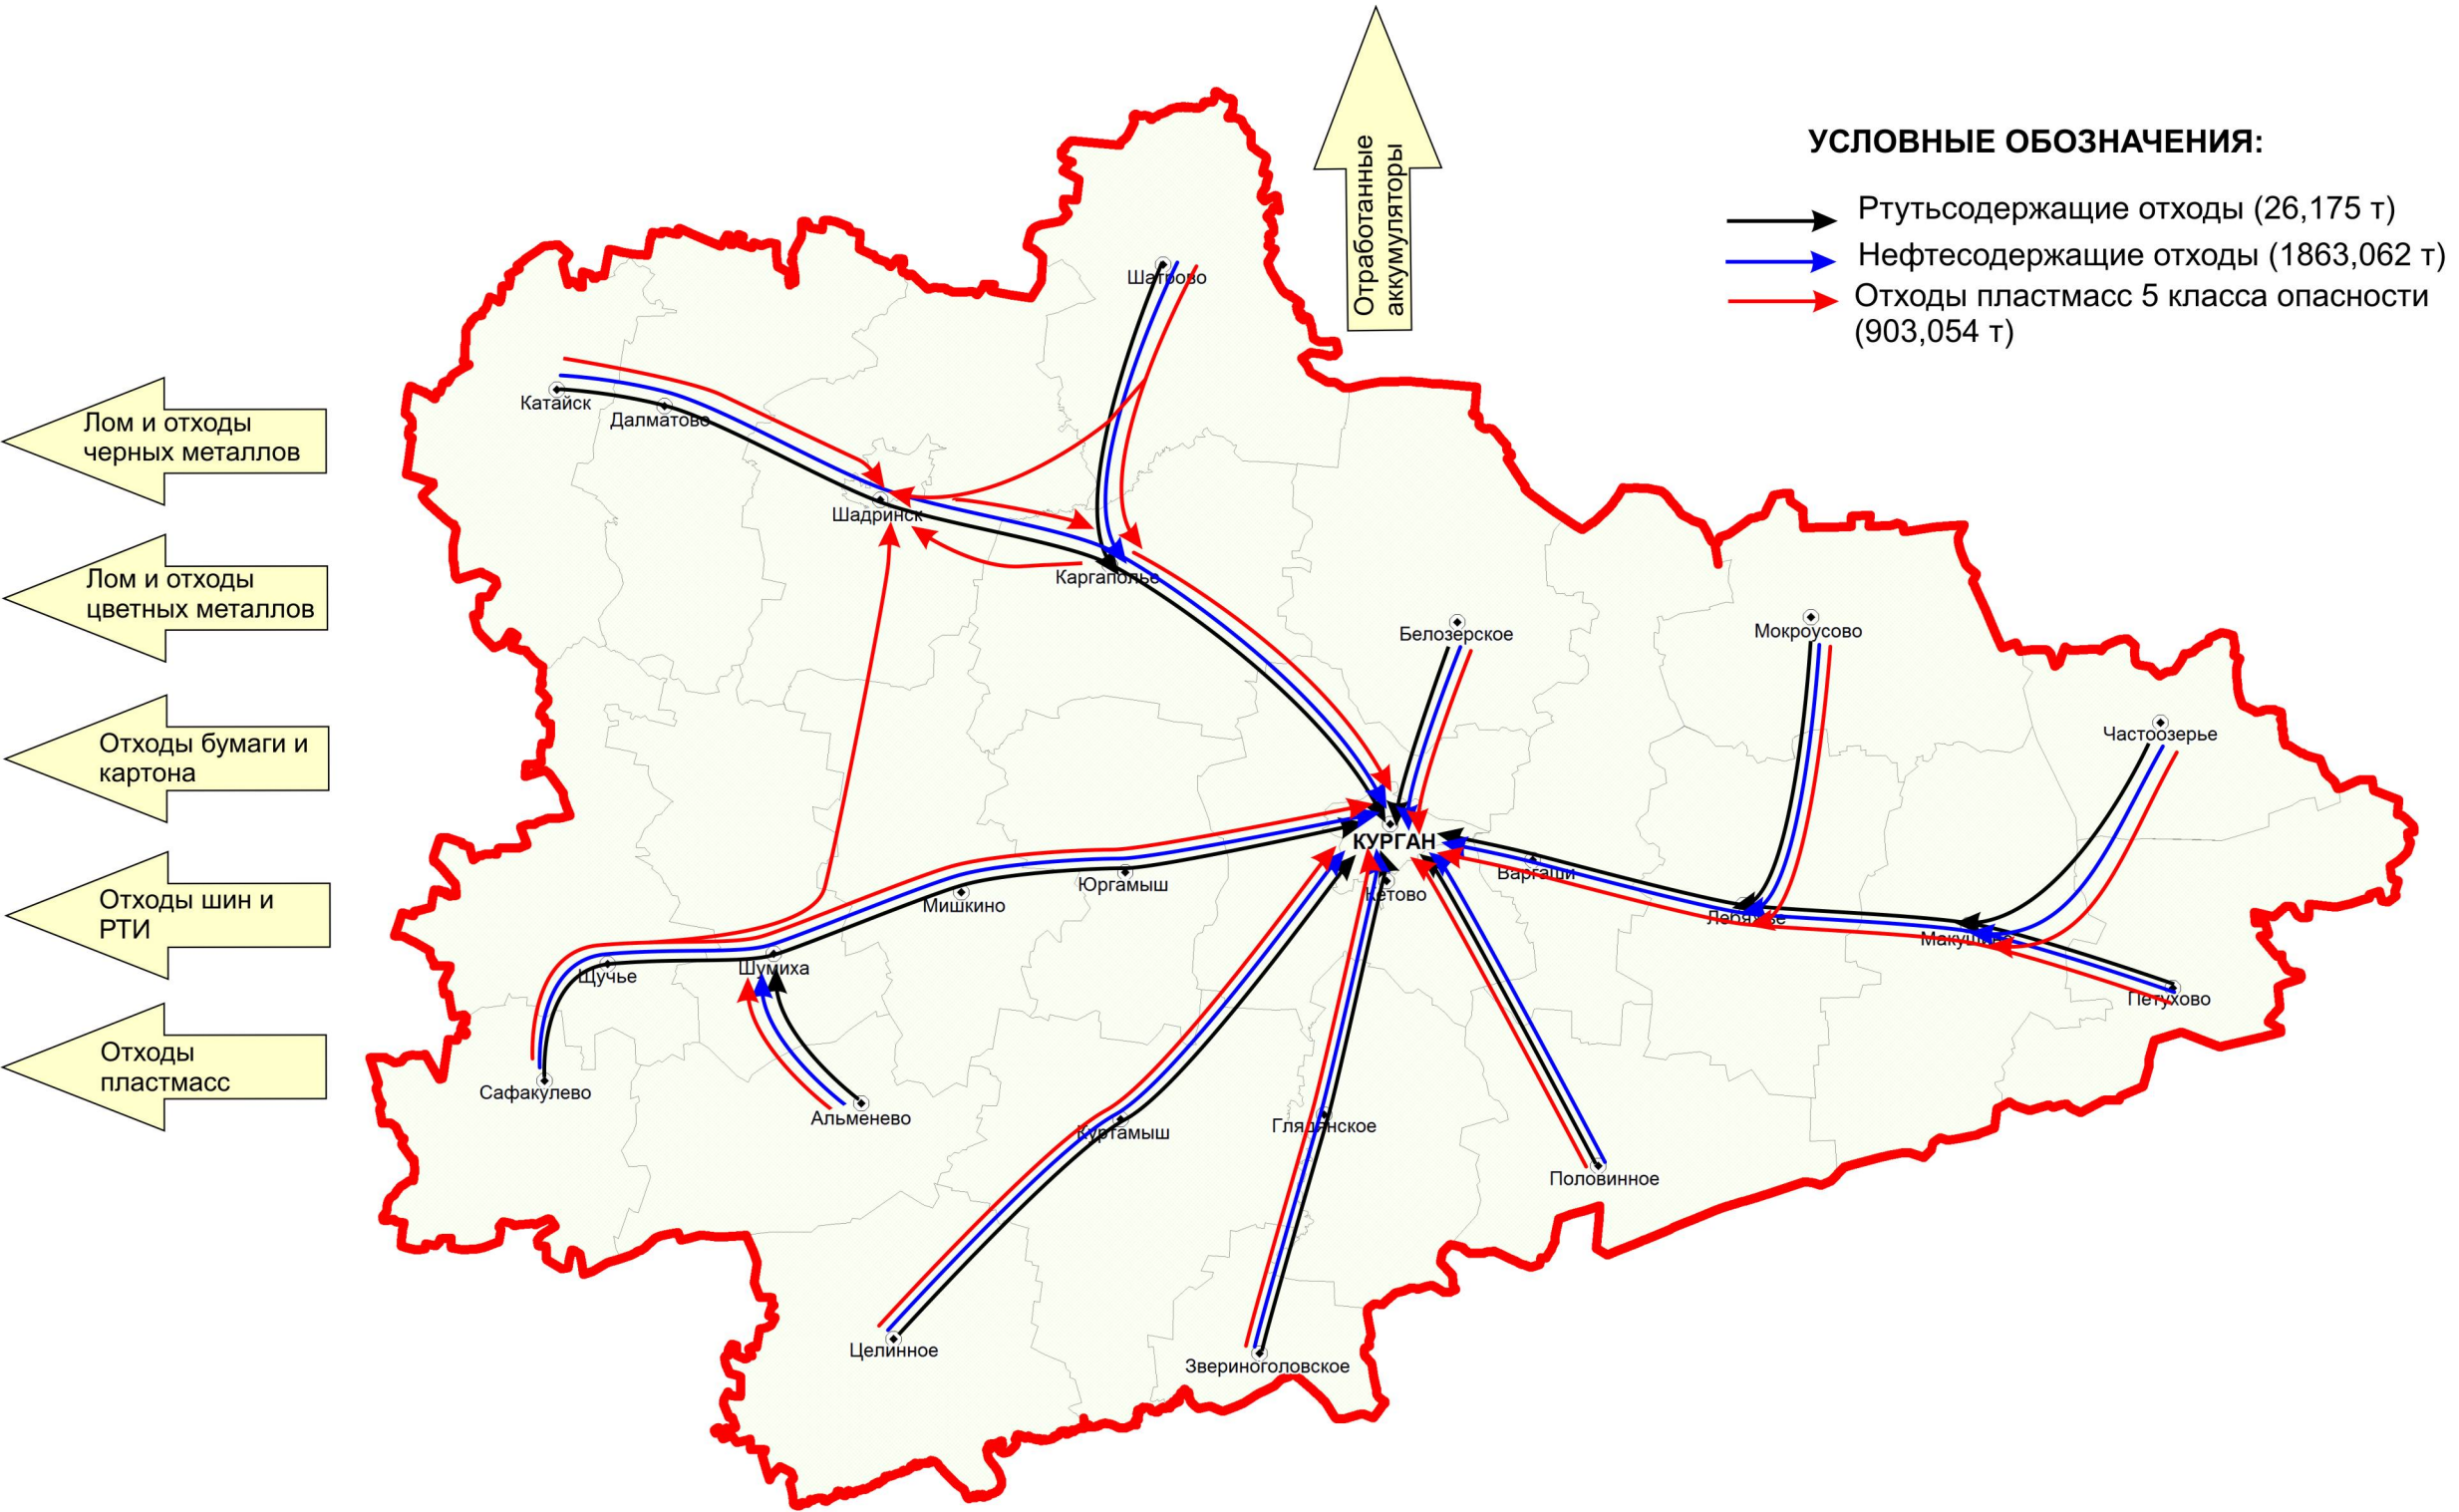 Отработанные
аккумуляторы
УСЛОВНЫЕ ОБОЗНАЧЕНИЯ:
Ртутьсодержащие отходы (26,175 т)
Нефтесодержащие отходы (1863,062 т)
Отходы пластмасс 5 класса опасности
(903,054 т)
Лом и отходы
черных металлов
Лом и отходы
цветных металлов
Отходы бумаги и
картона
Отходы шин и
РТИ
Отходы
пластмасс
Шатрово
Катайск
Далматово
Шадринск
Каргаполье
Белозерское
Мокроусово
Частоозерье
КУРГАН
Варгаши
Кетово
Юргамыш
Мишкино
Лебяжье
Макушино
Шумиха
Щучье
Петухово
Сафакулево
Альменево
Куртамыш
Глядянское
Половинное
Целинное
Звериноголовское